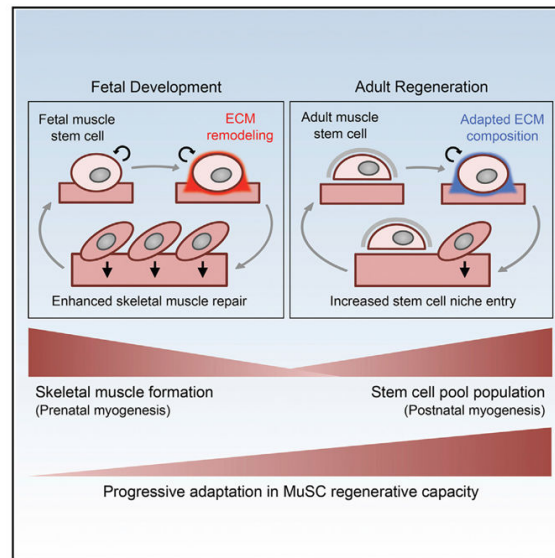 Fetal Development
Fetal muscle
stem cell
ECM
remodeling
Enhanced skeletal muscle repair
Adult Regeneration
Adult muscle
stem cell
Adapted ECM
composition
Increased stem cell niche entry
Skeletal muscle formation
(Prenatal myogenesis)
Stem cell pool population
(Postnatal myogenesis)
Progressive adaptation in MuSC regenerative capacity